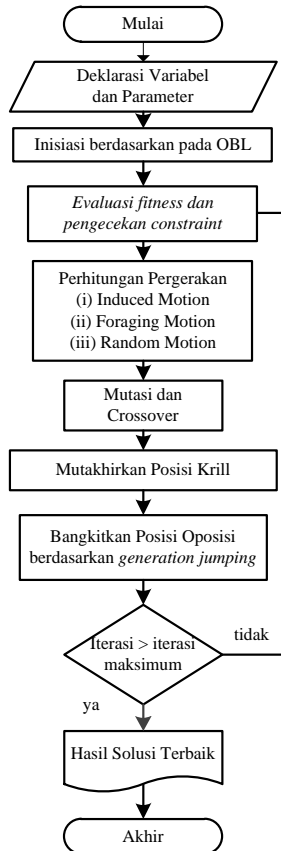 Mulai
Deklarasi Variabel
dan Parameter
Inisiasi berdasarkan pada OBL
Evaluasi fitness dan
pengecekan constraint
Perhitungan Pergerakan
(i) Induced Motion
(ii) Foraging Motion
(iii) Random Motion
Mutasi dan
Crossover
Mutakhirkan Posisi Krill
Bangkitkan Posisi Oposisi
berdasarkan generation jumping
Iterasi > iterasi
maksimum
tidak
ya
Hasil Solusi Terbaik
Akhir